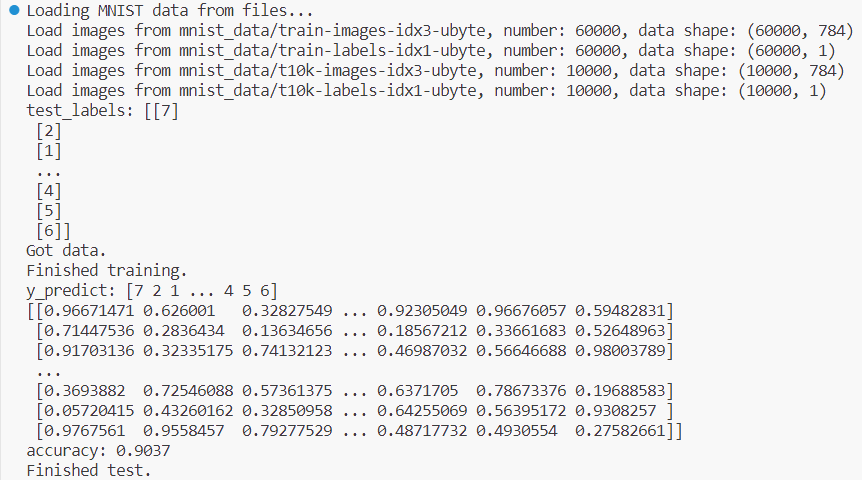 Loading MNIST data from files...
Load images from mnist_data/train-images-idx3-ubyte, number: 60000, data shape: (60000, 784)
Load images from mnist_data/train-labels-idx1-ubyte, number: 60000, data shape: (60000, 1)
Load images from mnist_data/t10k-images-idx3-ubyte, number: 10000, data shape: (10000, 784)
Load images from mnist_data/t10k-labels-idx1-ubyte, number: 10000, data shape: (10000, 1)
test_labels: [[7]
 [2]
 [1]
 ...
 [4]
 [5]
 [6]]
Got data.
Finished training.
y_predict: [7 2 1 ... 4 5 6]
[[0.96671471 0.626001   0.32827549 ... 0.92305049 0.96676057 0.59482831]
 [0.71447536 0.2836434  0.13634656 ... 0.18567212 0.33661683 0.52648963]
 [0.91703136 0.32335175 0.74132123 ... 0.46987032 0.56646688 0.98003789]
 ...
 [0.3693882  0.72546088 0.57361375 ... 0.6371705  0.78673376 0.19688583]
 [0.05720415 0.43260162 0.32850958 ... 0.64255069 0.56395172 0.9308257 ]
 [0.9767561  0.9558457  0.79277529 ... 0.48717732 0.4930554  0.27582661]]
accuracy: 0.9037
Finished test.